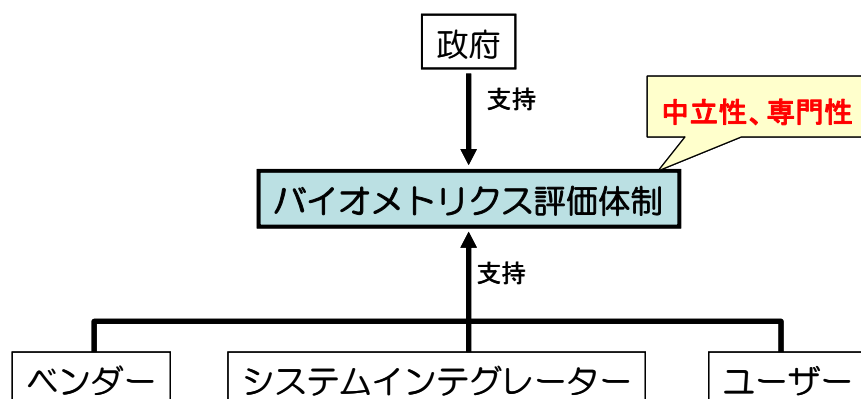 政府
支持
中立性、専門性
バイオメトリクス評価体制
支持
ベンダー
システムインテグレーター
ユーザー